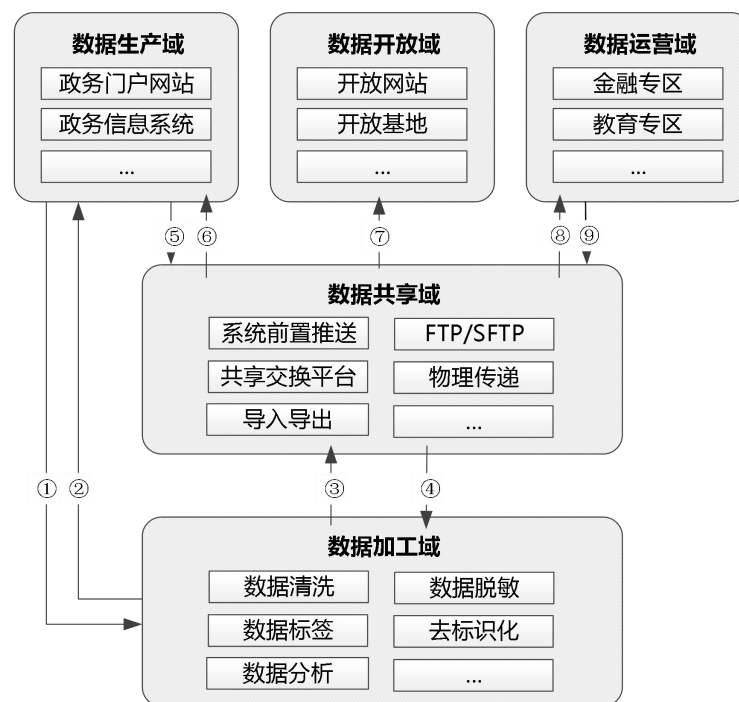 数据生产域
政务门户网站
政务信息系统
...
数据开放域
开放网站
开放基地
...
数据运营域
金融专区
教育专区
...
⑤ ⑥ ⑦ ⑧ ⑨
数据共享域
系统前置推送
FTP/SFTP
共享交换平台
物理传递
导入导出
...
① ② ③ ④
数据加工域
数据清洗
数据脱敏
数据标签
去标识化
数据分析
...